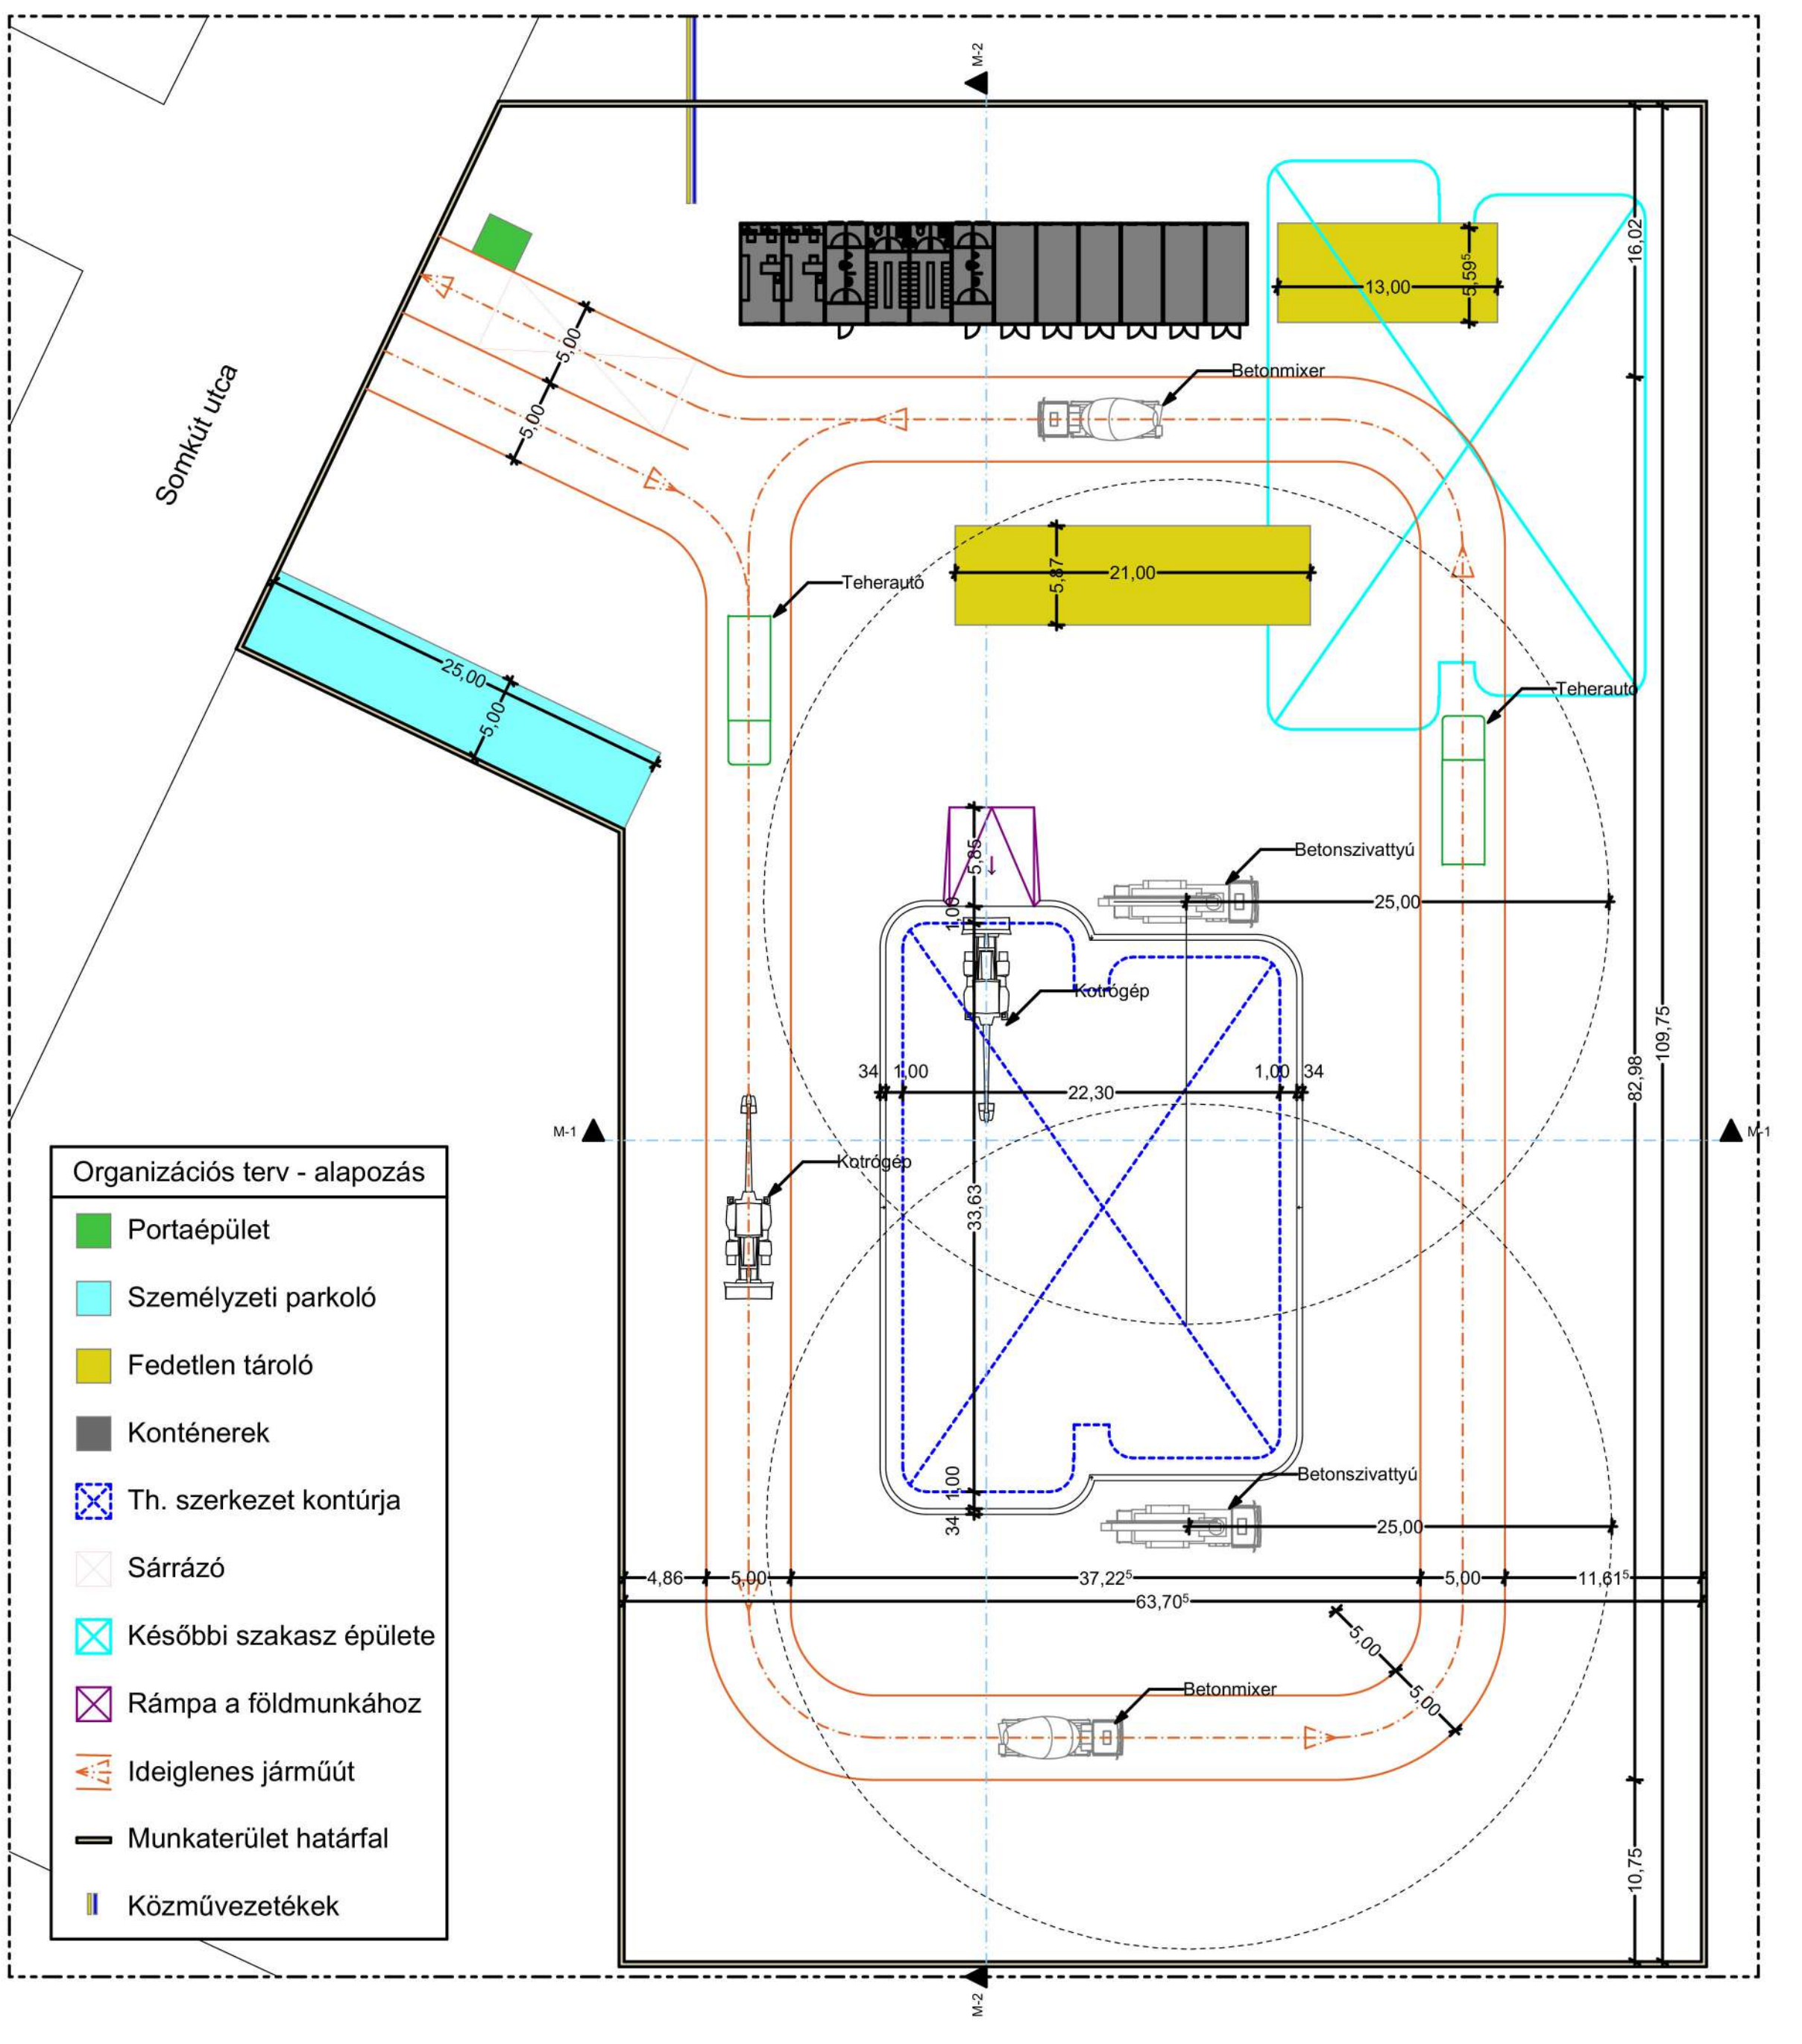 M-2
16,02
5,59⁵
13,00
Betonmixer
5,00
5,00
Somkút utca
5,87
21,00
Teherautó
25,00
5,00
Teherautó
5,85
Betonszivattyú
25,00
1,00
Kotrógép
109,75
82,98
34
1,00
22,30
1,00
34
M-1
M-1
Kotrógép
33,63
Organizációs terv - alapozás
Portaépület
Személyzeti parkoló
Fedetlen tároló
Konténerek
Th. szerkezet kontúrja
Sárrázó
Későbbi szakasz épülete
Rámpa a földmunkához
Ideiglenes járműút
Munkaterület határfal
Közművezetékek
1,00
34
Betonszivattyú
25,00
4,86
5,00
37,22⁵
5,00
11,61⁵
63,70⁵
5,00
5,00
Betonmixer
10,75
M-2